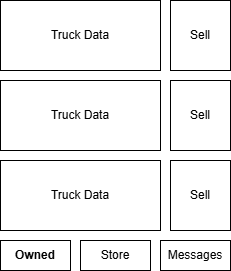 Truck Data Sell
Truck Data Sell
Truck Data Sell
Owned Store Messages